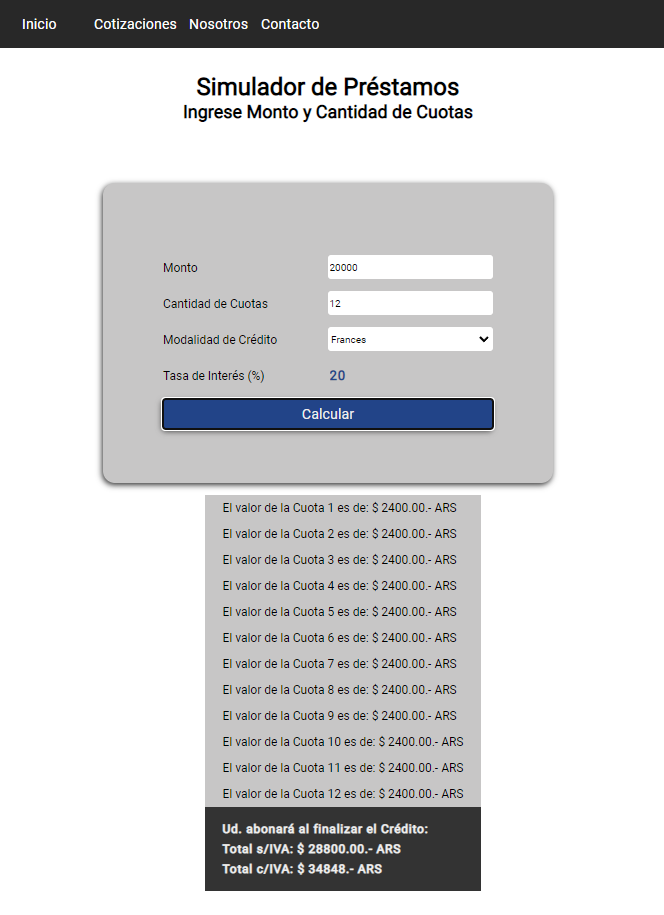 Inicio Cotizaciones Nosotros Contacto
Simulador de Préstamos
Ingrese Monto y Cantidad de Cuotas
Monto 20000
Cantidad de Cuotas 12
Modalidad de Crédito Frances
Tasa de Interés (%) 20
Calcular
El valor de la Cuota 1 es de: $ 2400.00.- ARS
El valor de la Cuota 2 es de: $ 2400.00.- ARS
El valor de la Cuota 3 es de: $ 2400.00.- ARS
El valor de la Cuota 4 es de: $ 2400.00.- ARS
El valor de la Cuota 5 es de: $ 2400.00.- ARS
El valor de la Cuota 6 es de: $ 2400.00.- ARS
El valor de la Cuota 7 es de: $ 2400.00.- ARS
El valor de la Cuota 8 es de: $ 2400.00.- ARS
El valor de la Cuota 9 es de: $ 2400.00.- ARS
El valor de la Cuota 10 es de: $ 2400.00.- ARS
El valor de la Cuota 11 es de: $ 2400.00.- ARS
El valor de la Cuota 12 es de: $ 2400.00.- ARS
Ud. abonará al finalizar el Crédito:
Total s/IVA: $ 28800.00.- ARS
Total c/IVA: $ 34848.- ARS